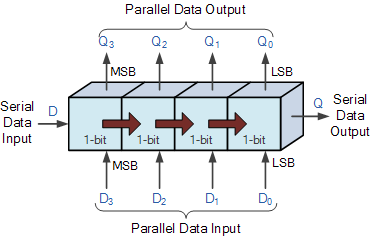 Parallel Data Output
Q3 Q2 Q1 Q0
MSB LSB
Serial Data Input
D
Q
Serial Data Output
1-bit 1-bit 1-bit 1-bit
MSB LSB
D3 D2 D1 D0
Parallel Data Input